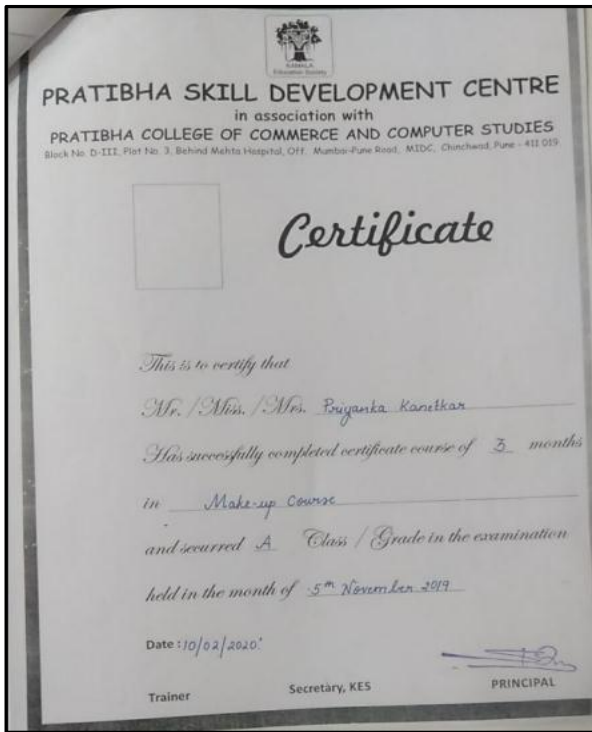 KAMALA
Education Society
PRATIBHA SKILL DEVELOPMENT CENTRE
in association with
PRATIBHA COLLEGE OF COMMERCE AND COMPUTER STUDIES
Block No. D-III, Plot No. 3, Behind Mehta Hospital, Off. Mumbai-Pune Road, MIDC, Chinchwad, Pune - 411 019.
Certificate
This is to certify that
Mr. / Miss. / Mrs. Priyanka Kanetkar
Has successfully completed certificate course of 3 months
in Make-up Course
and securred A Class / Grade in the examination
held in the month of 5th November 2019
Date : 10/02/2020
Trainer Secretary, KES PRINCIPAL